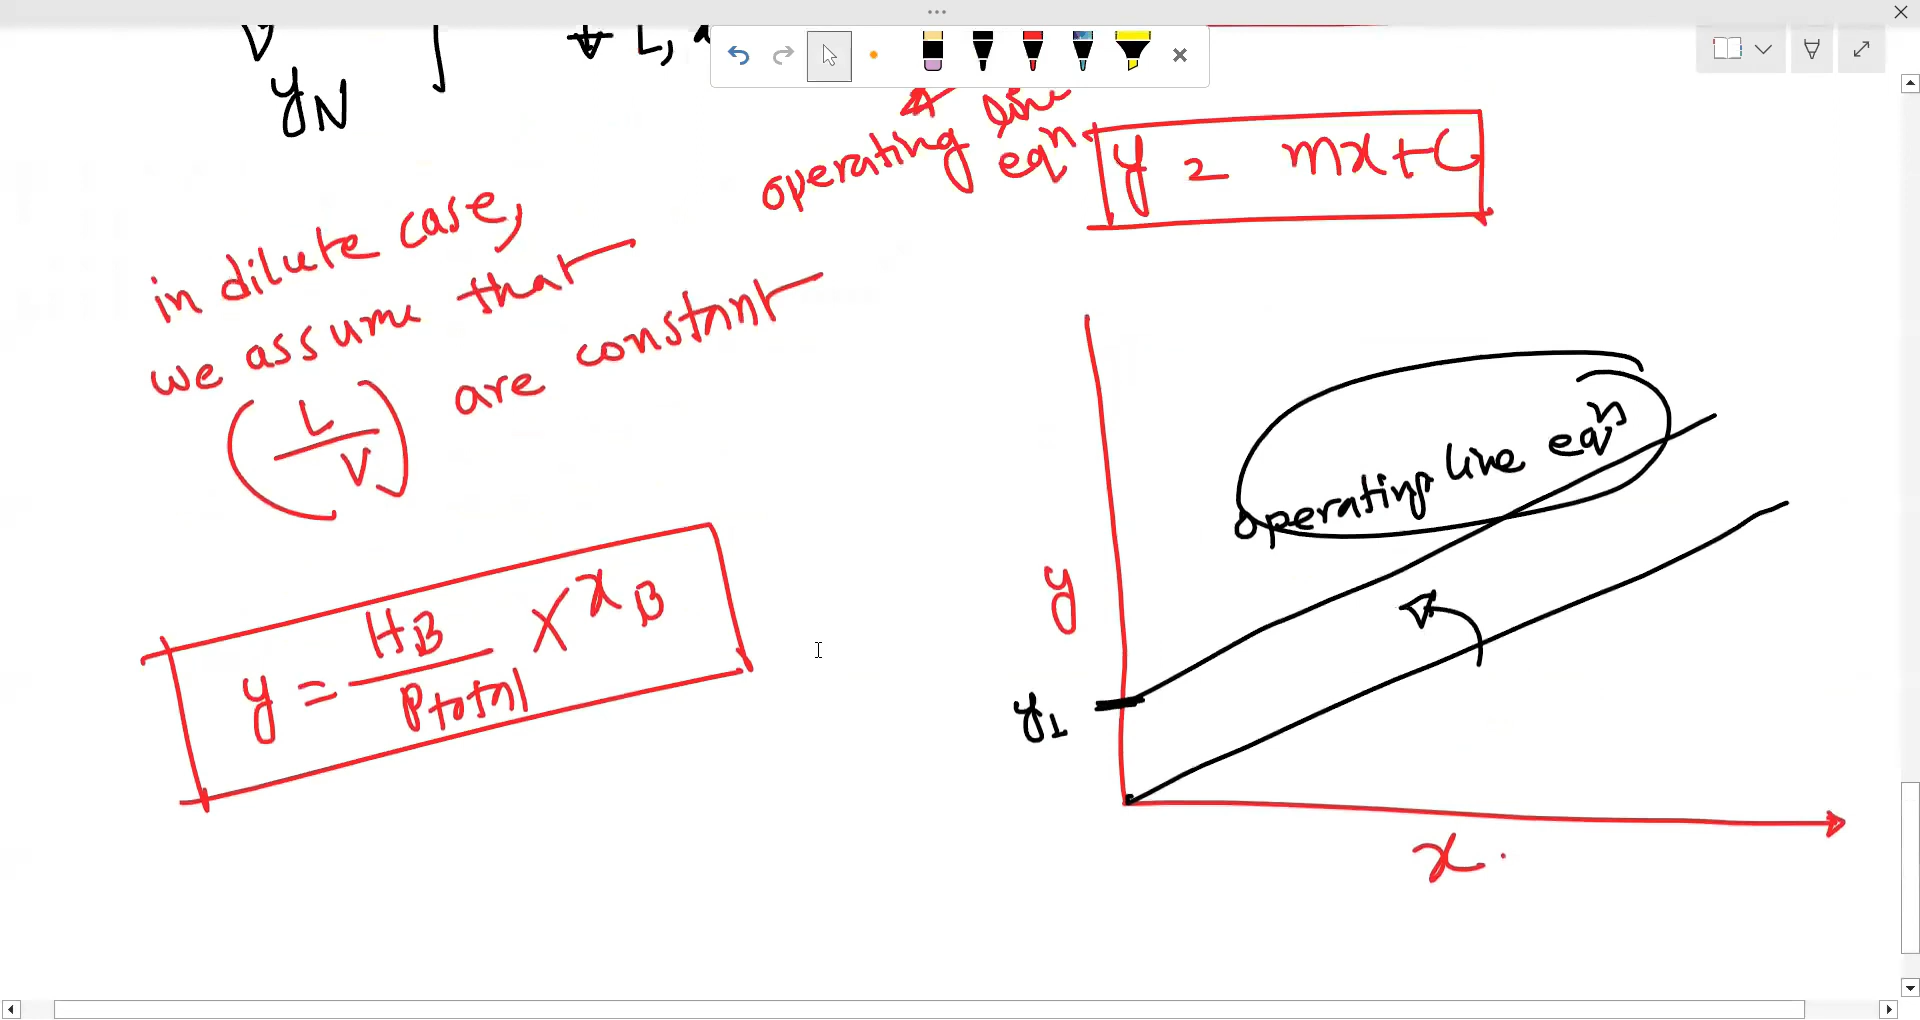 yN
L,
operating line eqn
y = mx+C
in dilute case,
we assume that
(L/V) are constant
y = HB/Ptotal × xB
operating line eqn
y
y1
x.